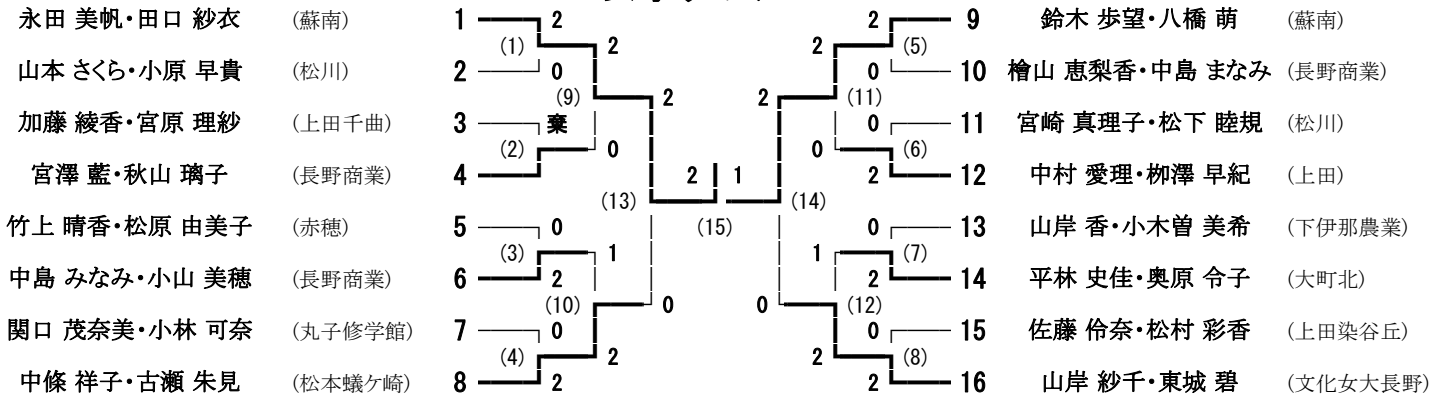 永田 美帆・田口 紗衣 (蘇南) 1 2 2 9 鈴木 歩望・八橋 萌 (蘇南)
(1) 2 2 (5)
山本 さくら・小原 早貴 (松川) 2 0 0 10 檜山 恵梨香・中島 まなみ (長野商業)
(9) 2 2 (11)
加藤 綾香・宮原 理紗 (上田千曲) 3 棄 0 11 宮崎 真理子・松下 睦規 (松川)
(2) 0 0 (6)
宮澤 藍・秋山 璃子 (長野商業) 4 2 1 2 12 中村 愛理・栁澤 早紀 (上田)
(13) (14)
竹上 晴香・松原 由美子 (赤穂) 5 0 (15) 0 13 山岸 香・小木曽 美希 (下伊那農業)
(3) 1 1 (7)
中島 みなみ・小山 美穂 (長野商業) 6 2 2 14 平林 史佳・奥原 令子 (大町北)
(10) 0 0 (12)
関口 茂奈美・小林 可奈 (丸子修学館) 7 0 0 15 佐藤 伶奈・松村 彩香 (上田染谷丘)
(4) 2 2 (8)
中條 祥子・古瀬 朱見 (松本蟻ケ崎) 8 2 2 16 山岸 紗千・東城 碧 (文化女大長野)